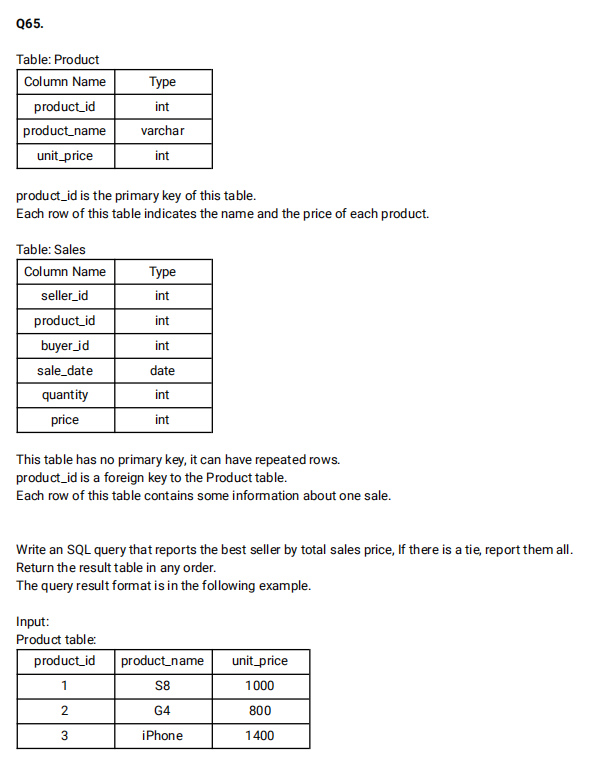 Q65.
Table: Product
Column Name Type
product_id int
product_name varchar
unit_price int
product_id is the primary key of this table.
Each row of this table indicates the name and the price of each product.
Table: Sales
Column Name Type
seller_id int
product_id int
buyer_id int
sale_date date
quantity int
price int
This table has no primary key, it can have repeated rows.
product_id is a foreign key to the Product table.
Each row of this table contains some information about one sale.
Write an SQL query that reports the best seller by total sales price, If there is a tie, report them all.
Return the result table in any order.
The query result format is in the following example.
Input:
Product table:
product_id product_name unit_price
1 S8 1000
2 G4 800
3 iPhone 1400